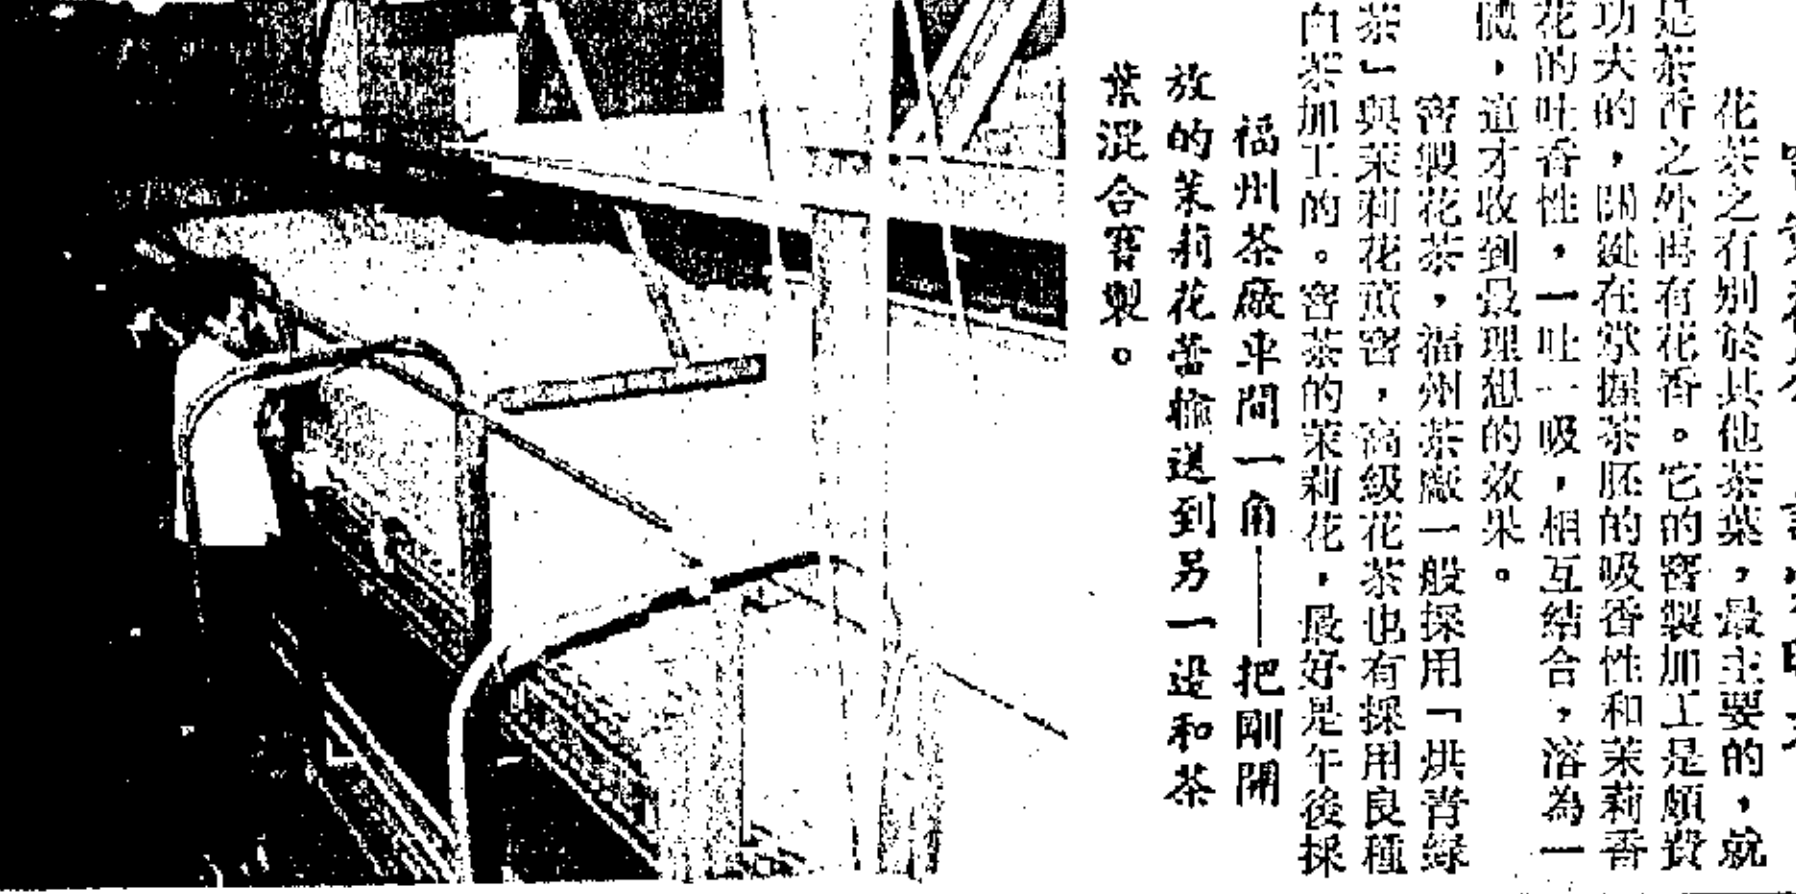 花茶之有别於其他茶葉，最主要的，就
是茶香之外再有花香。它的窨製加工是頗費
功夫的，關鍵在掌握茶胚的吸香性和茉莉香
花的吐香性，一吐一吸，相互結合，溶為一
體，這才收到最理想的效果。
窨製花茶，福州茶廠一般採用「烘青綠
茶」與茉莉花薰窨，高級花茶也有採用良種
白茶加工的。窨茶的茉莉花，最好是午後採
福州茶廠車間一角——把剛開
放的茉莉花蕾輸送到另一邊和茶
葉混合窨製。